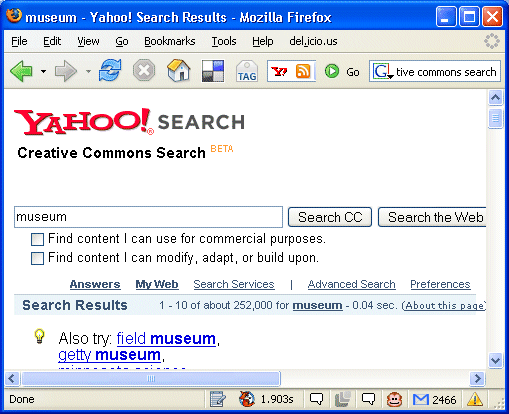 museum - Yahoo! Search Results - Mozilla Firefox
File Edit View Go Bookmarks Tools Help del.icio.us
TAG Y! Go G tive commons search
YAHOO!® SEARCH
Creative Commons Search BETA
museum Search CC Search the Web
Find content I can use for commercial purposes.
Find content I can modify, adapt, or build upon.
Answers My Web Search Services | Advanced Search Preferences
Search Results 1 - 10 of about 252,000 for museum - 0.04 sec. (About this page)
Also try: field museum,
getty museum,
minnesota science
Done 1.903s 2466